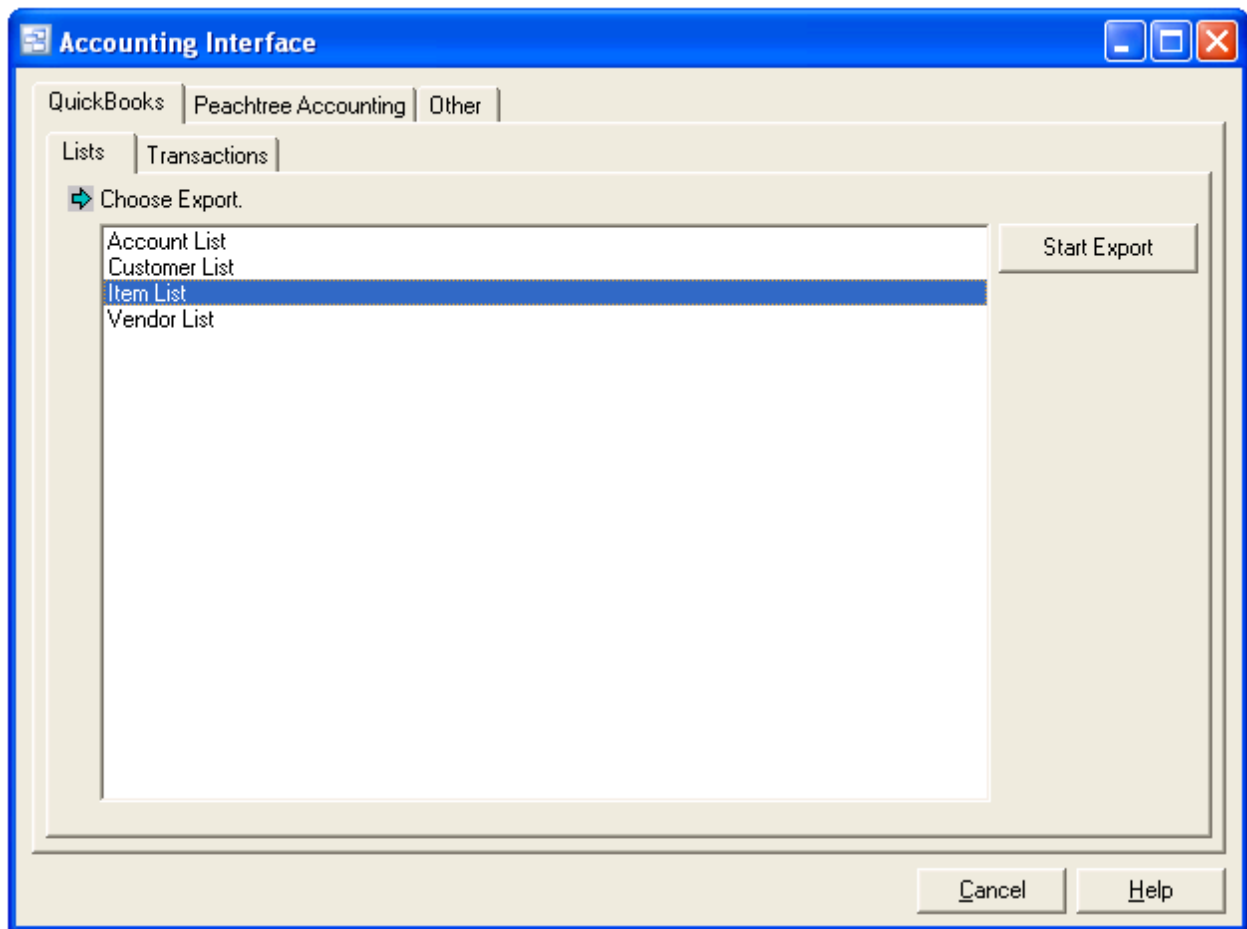 Accounting Interface
QuickBooks Peachtree Accounting Other
Lists Transactions
Choose Export.
Account List
Customer List
Item List
Vendor List
Start Export
Cancel Help